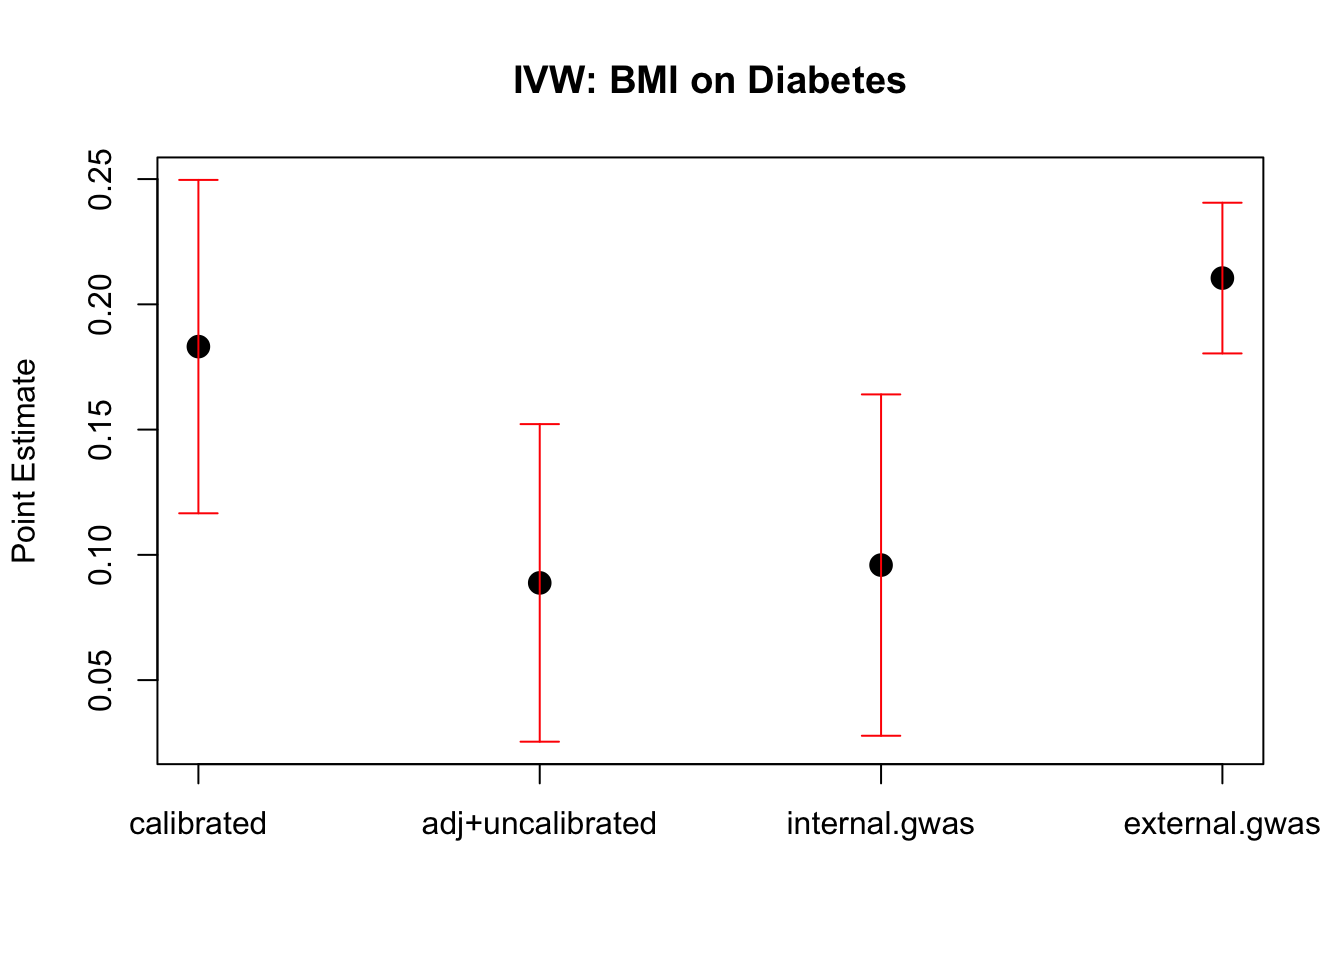 IVW: BMI on Diabetes
Point Estimate
0.25
0.20
0.15
0.10
0.05
calibrated
adj+uncalibrated
internal.gwas
external.gwas